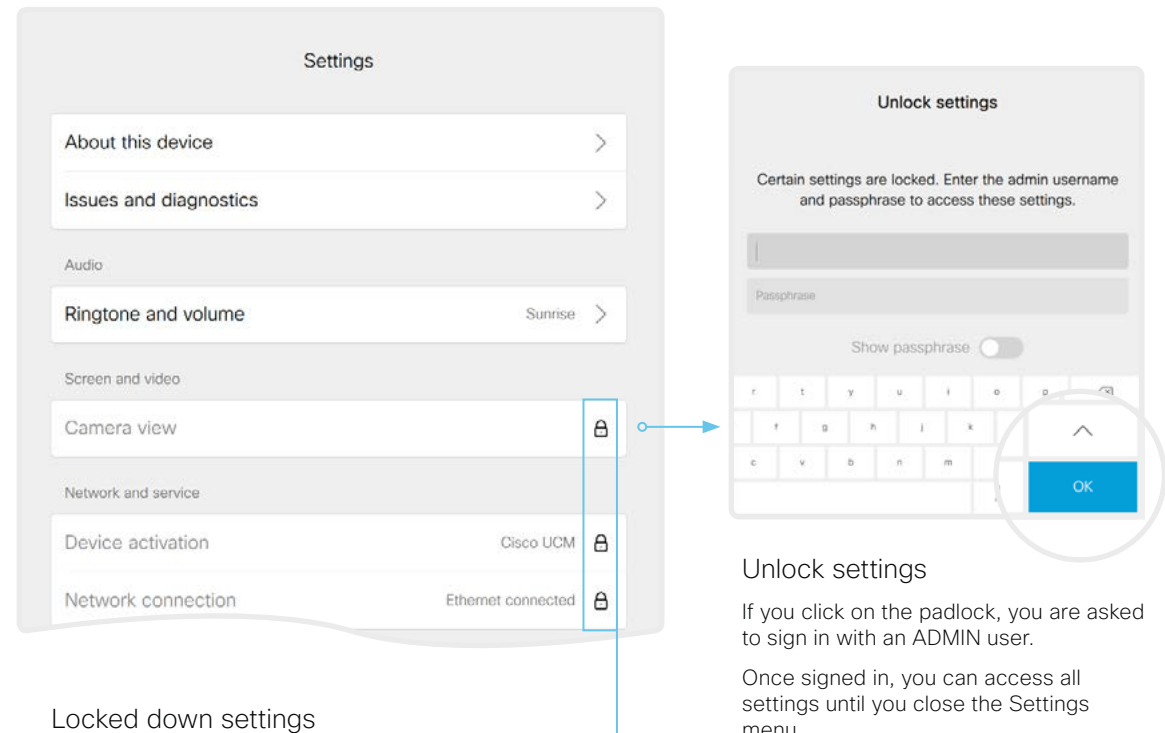 Settings
About this device
Issues and diagnostics
Audio
Ringtone and volume Sunrise
Screen and video
Camera view
Network and service
Device activation Cisco UCM
Network connection Ethernet connected
Locked down settings
Unlock settings
Certain settings are locked. Enter the admin username
and passphrase to access these settings.
Passphrase
Show passphrase
r t y u i o p
f g h j k
c v b n m
OK
Unlock settings
If you click on the padlock, you are asked
to sign in with an ADMIN user.
Once signed in, you can access all
settings until you close the Settings
menu